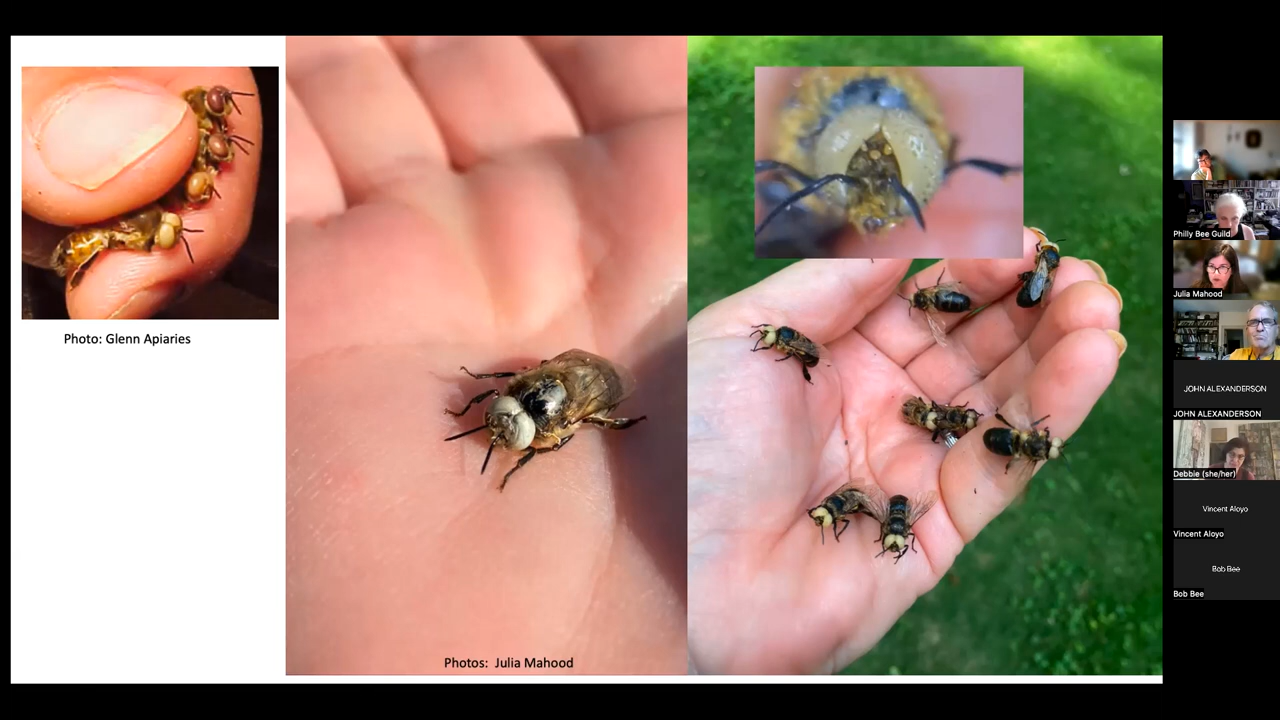 Photo: Glenn Apiaries
Photos: Julia Mahood
Philly Bee Guild
Julia Mahood
JOHN ALEXANDERSON
JOHN ALEXANDERSON
Debbie (she/her)
Vincent Aloyo
Vincent Aloyo
Bob Bee
Bob Bee